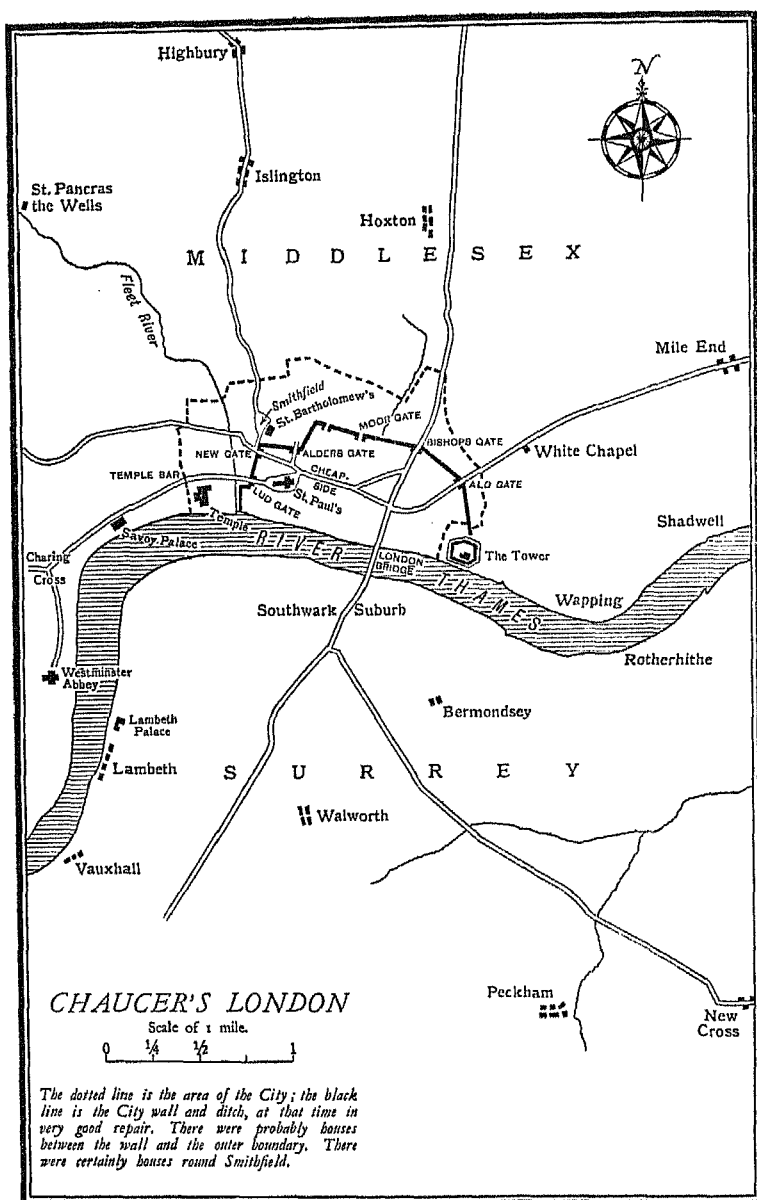 Highbury
N
Islington
St. Pancras
the Wells
Hoxton
MIDDLESEX
Fleet River
Mile End
Smithfield
St. Bartholomew's
MOOR GATE
BISHOPS GATE
NEW GATE
ALDERS GATE
White Chapel
TEMPLE BAR
CHEAP-
SIDE
ALD GATE
St. Paul's
LUD GATE
Temple
Savoy Palace
Shadwell
RIVER
THAMES
LONDON
BRIDGE
The Tower
Charing
Cross
Wapping
Southwark Suburb
Rotherhithe
Westminster
Abbey
Bermondsey
Lambeth
Palace
Lambeth
SURREY
Walworth
Vauxhall
Peckham
New
Cross
CHAUCER'S LONDON
Scale of 1 mile.
0 ¼ ½ 1
The dotted line is the area of the City; the black
line is the City wall and ditch, at that time in
very good repair. There were probably houses
between the wall and the outer boundary. There
were certainly houses round Smithfield.